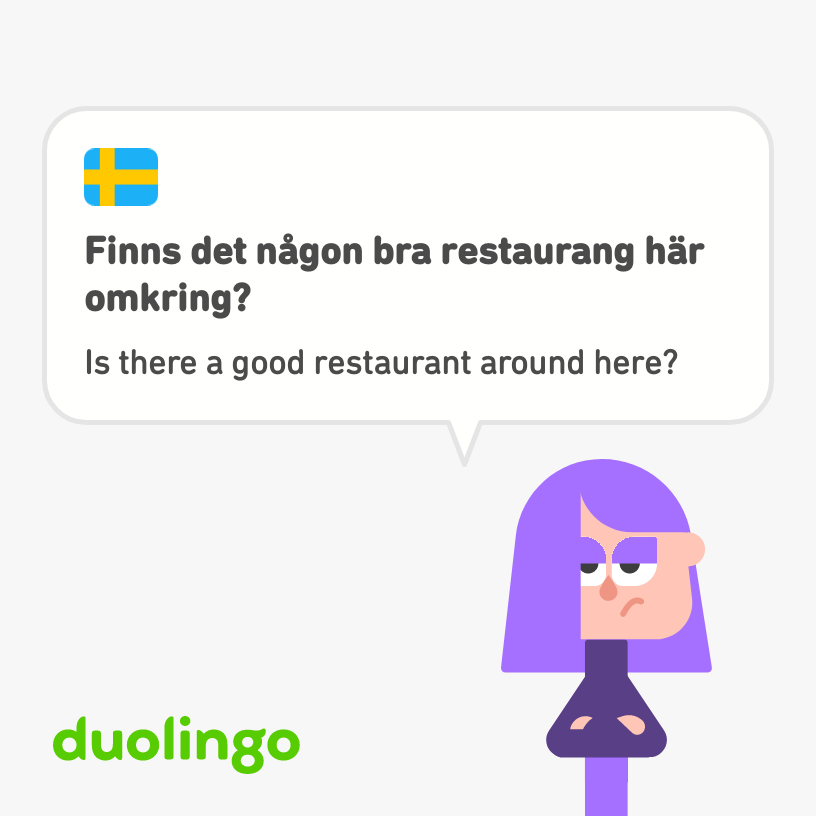 Finns det någon bra restaurang här
omkring?
Is there a good restaurant around here?
duolingo